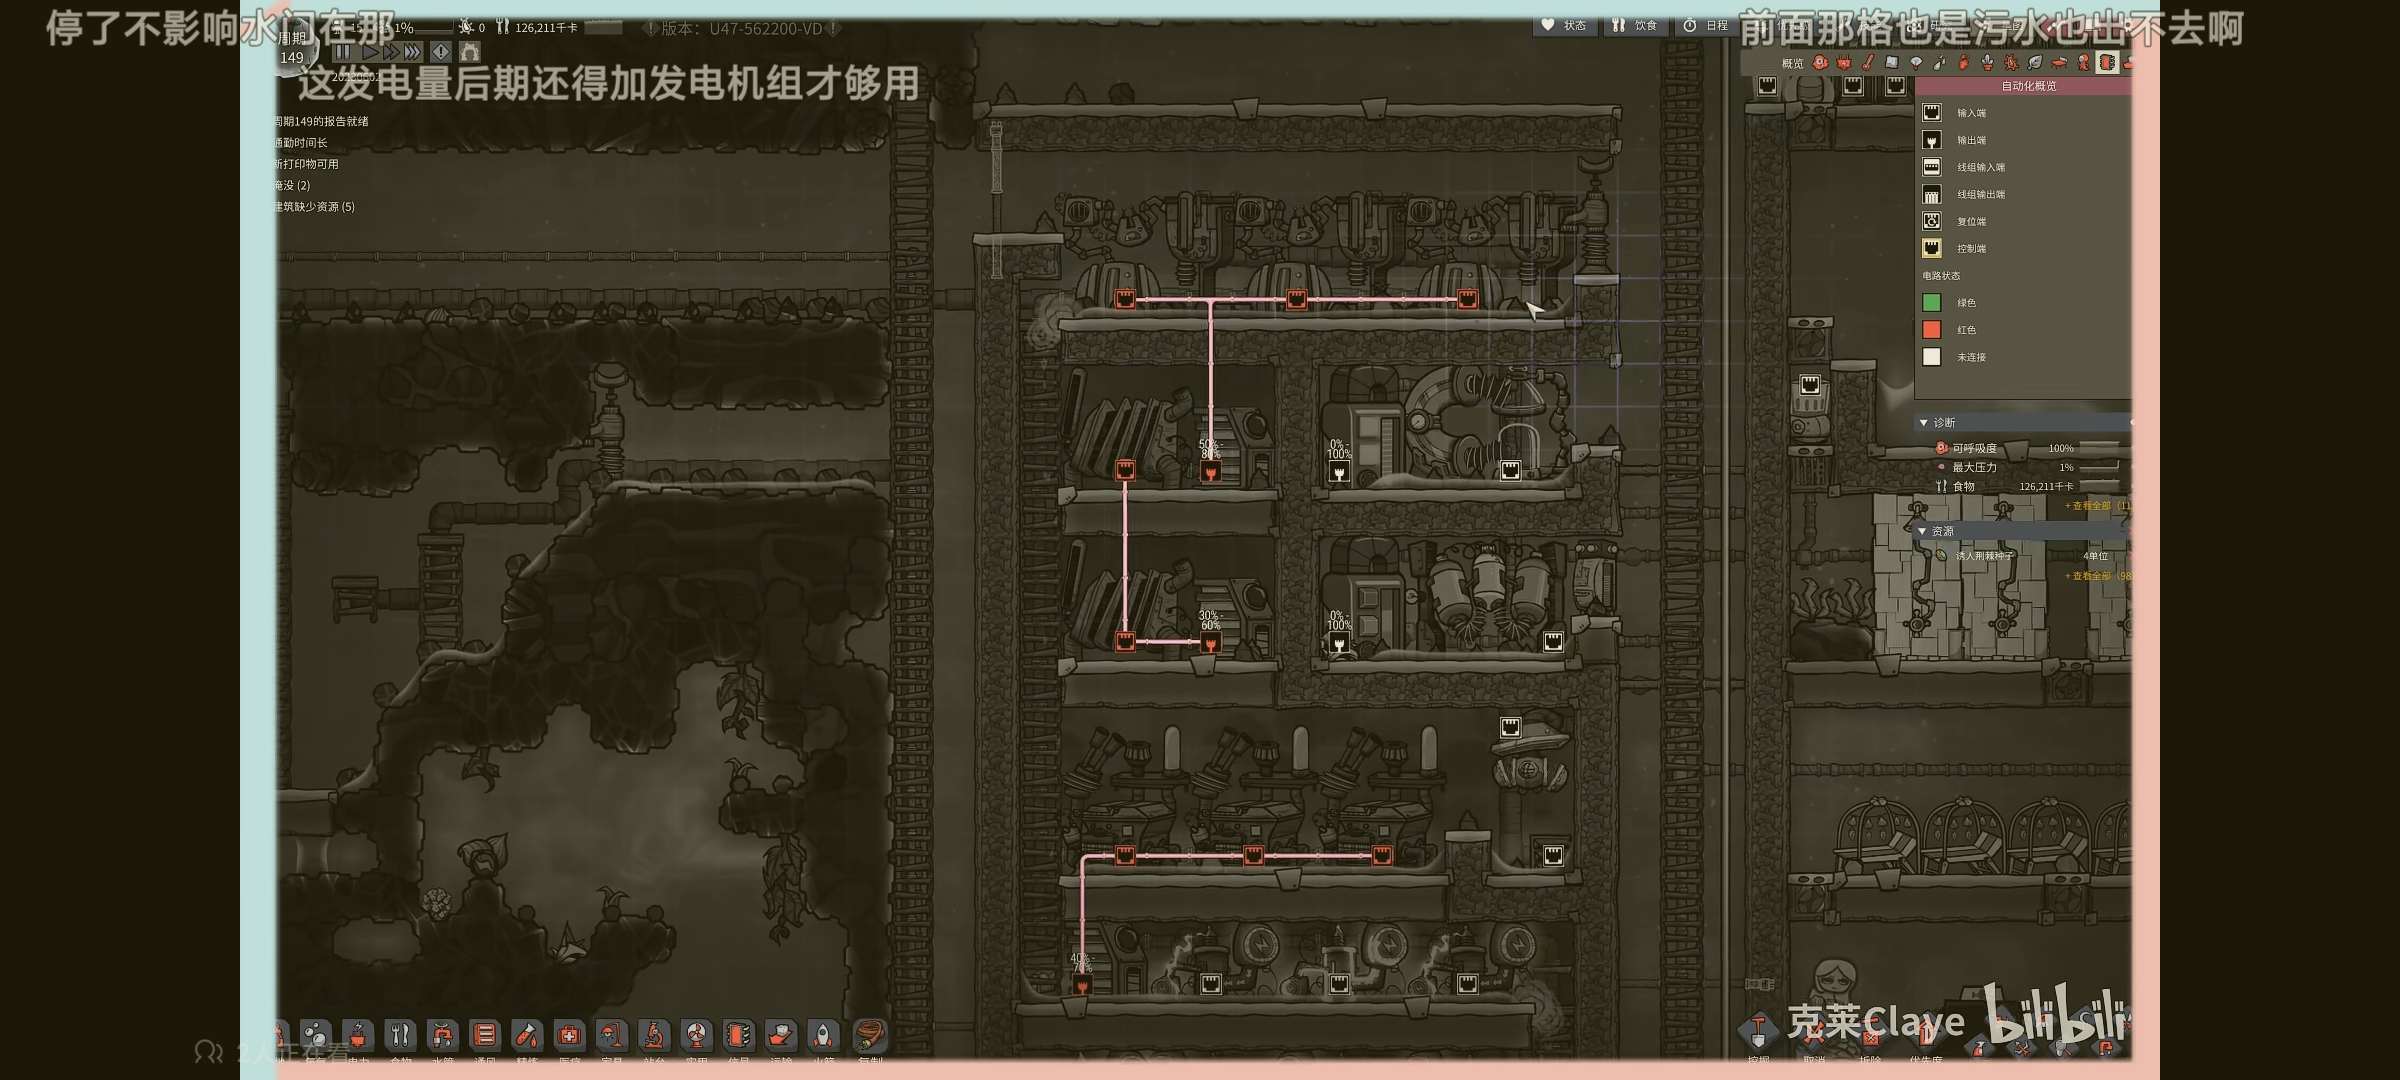 停了不影响水门在那
前面那格也是污水也出不去啊
这发电量后期还得加发电机组才够用
1%
0
126,211千卡
版本：U47-562200-VD
状态
饮食
日程
周期
149
概览
自动化概览
周期149的报告就绪
通勤时间长
新打印物可用
淹没 (2)
建筑缺少资源 (5)
输入端
输出端
线组输入端
线组输出端
复位端
控制端
电路状态
绿色
红色
未连接
诊断
可呼吸度 100%
最大压力 1%
食物 126,211千卡
+ 查看全部 (11
资源
诱人荆棘种子 4单位
+ 查看全部 (98
50% -
80%
0% -
100%
30% -
60%
0% -
100%
40% -
70%
克莱Claye bilibili
2人正在看